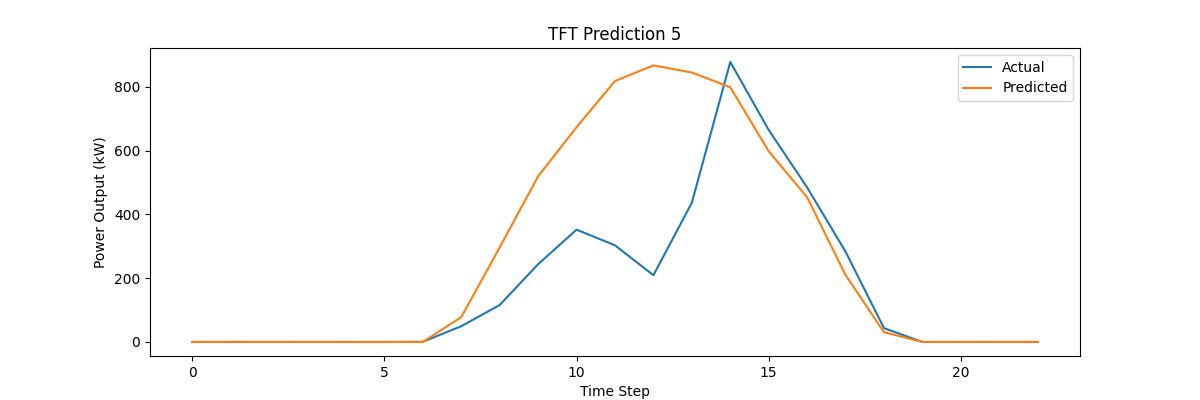 TFT Prediction 5
Actual
Predicted
Power Output (kW)
800
600
400
200
0
0 5 10 15 20
Time Step